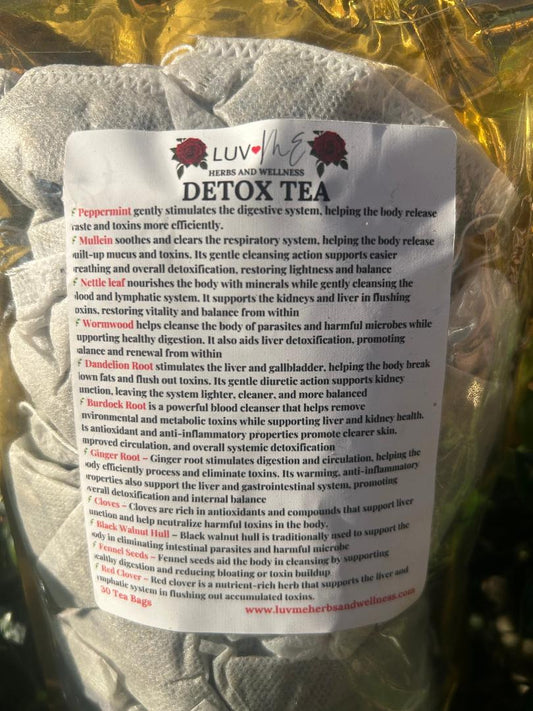 LUV ME
HERBS AND WELLNESS
DETOX TEA
Peppermint gently stimulates the digestive system, helping the body release
aste and toxins more efficiently.
Mullein soothes and clears the respiratory system, helping the body release
uilt-up mucus and toxins. Its gentle cleansing action supports easier
reathing and overall detoxification, restoring lightness and balance
Nettle leaf nourishes the body with minerals while gently cleansing the
lood and lymphatic system. It supports the kidneys and liver in flushing
oxins, restoring vitality and balance from within
Wormwood helps cleanse the body of parasites and harmful microbes while
upporting healthy digestion. It also aids liver detoxification, promoting
alance and renewal from within
Dandelion Root stimulates the liver and gallbladder, helping the body break
own fats and flush out toxins. Its gentle diuretic action supports kidney
unction, leaving the system lighter, cleaner, and more balanced
Burdock Root is a powerful blood cleanser that helps remove
nvironmental and metabolic toxins while supporting liver and kidney health.
ts antioxidant and anti-inflammatory properties promote clearer skin,
mproved circulation, and overall systemic detoxification
Ginger Root – Ginger root stimulates digestion and circulation, helping the
ody efficiently process and eliminate toxins. Its warming, anti-inflammatory
roperties also support the liver and gastrointestinal system, promoting
verall detoxification and internal balance
Cloves – Cloves are rich in antioxidants and compounds that support liver
unction and help neutralize harmful toxins in the body.
Black Walnut Hull – Black walnut hull is traditionally used to support the
ody in eliminating intestinal parasites and harmful microbe
Fennel Seeds – Fennel seeds aid the body in cleansing by supporting
ealthy digestion and reducing bloating or toxin buildup
Red Clover – Red clover is a nutrient-rich herb that supports the liver and
ymphatic system in flushing out accumulated toxins.
30 Tea Bags
www.luvmeherbsandwellness.com